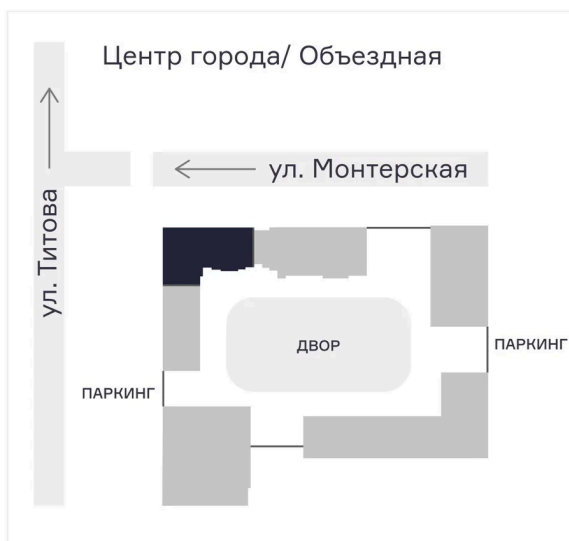 Центр города/ Объездная
ул. Монтерская
ул. Титова
ДВОР
ПАРКИНГ
ПАРКИНГ